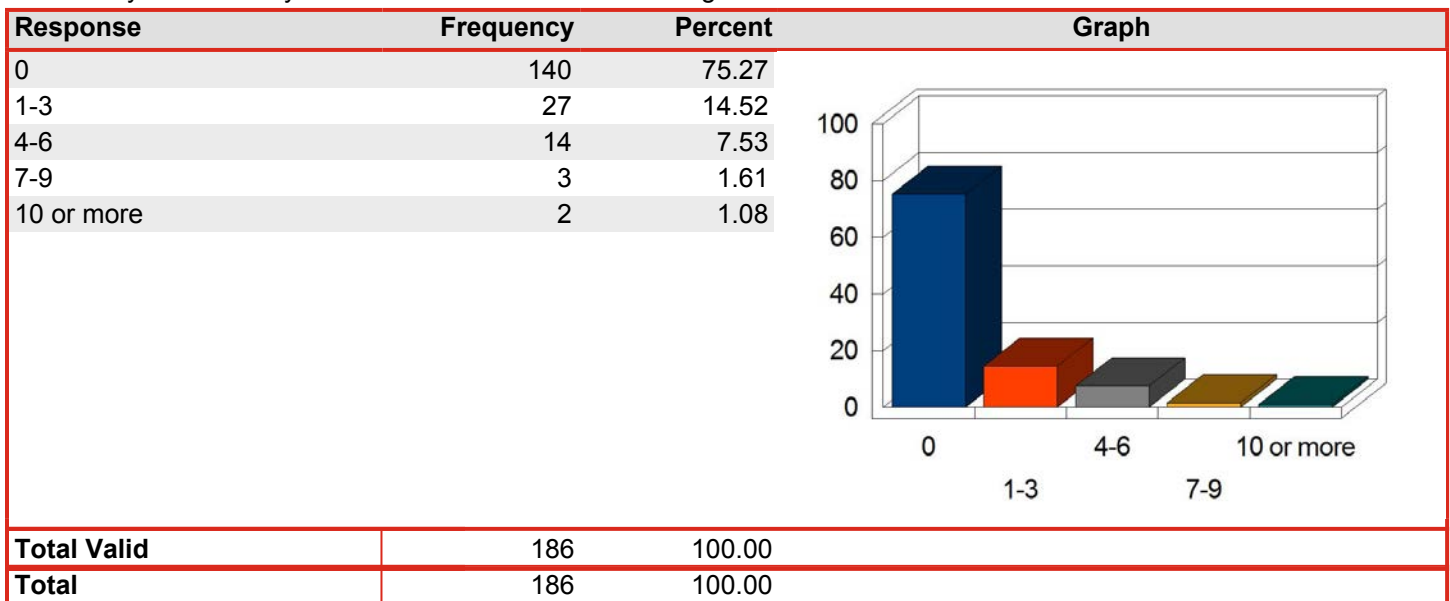 Response Frequency Percent Graph
0 140 75.27
1-3 27 14.52
4-6 14 7.53
7-9 3 1.61
10 or more 2 1.08
100
80
60
40
20
0
0 4-6 10 or more
1-3 7-9
Total Valid 186 100.00
Total 186 100.00